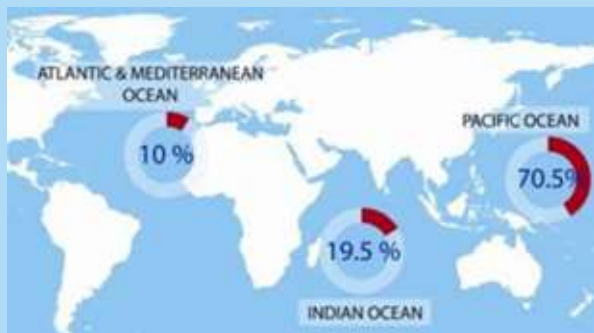 ATLANTIC & MEDITERRANEAN
OCEAN
10 %
PACIFIC OCEAN
70.5%
19.5 %
INDIAN OCEAN